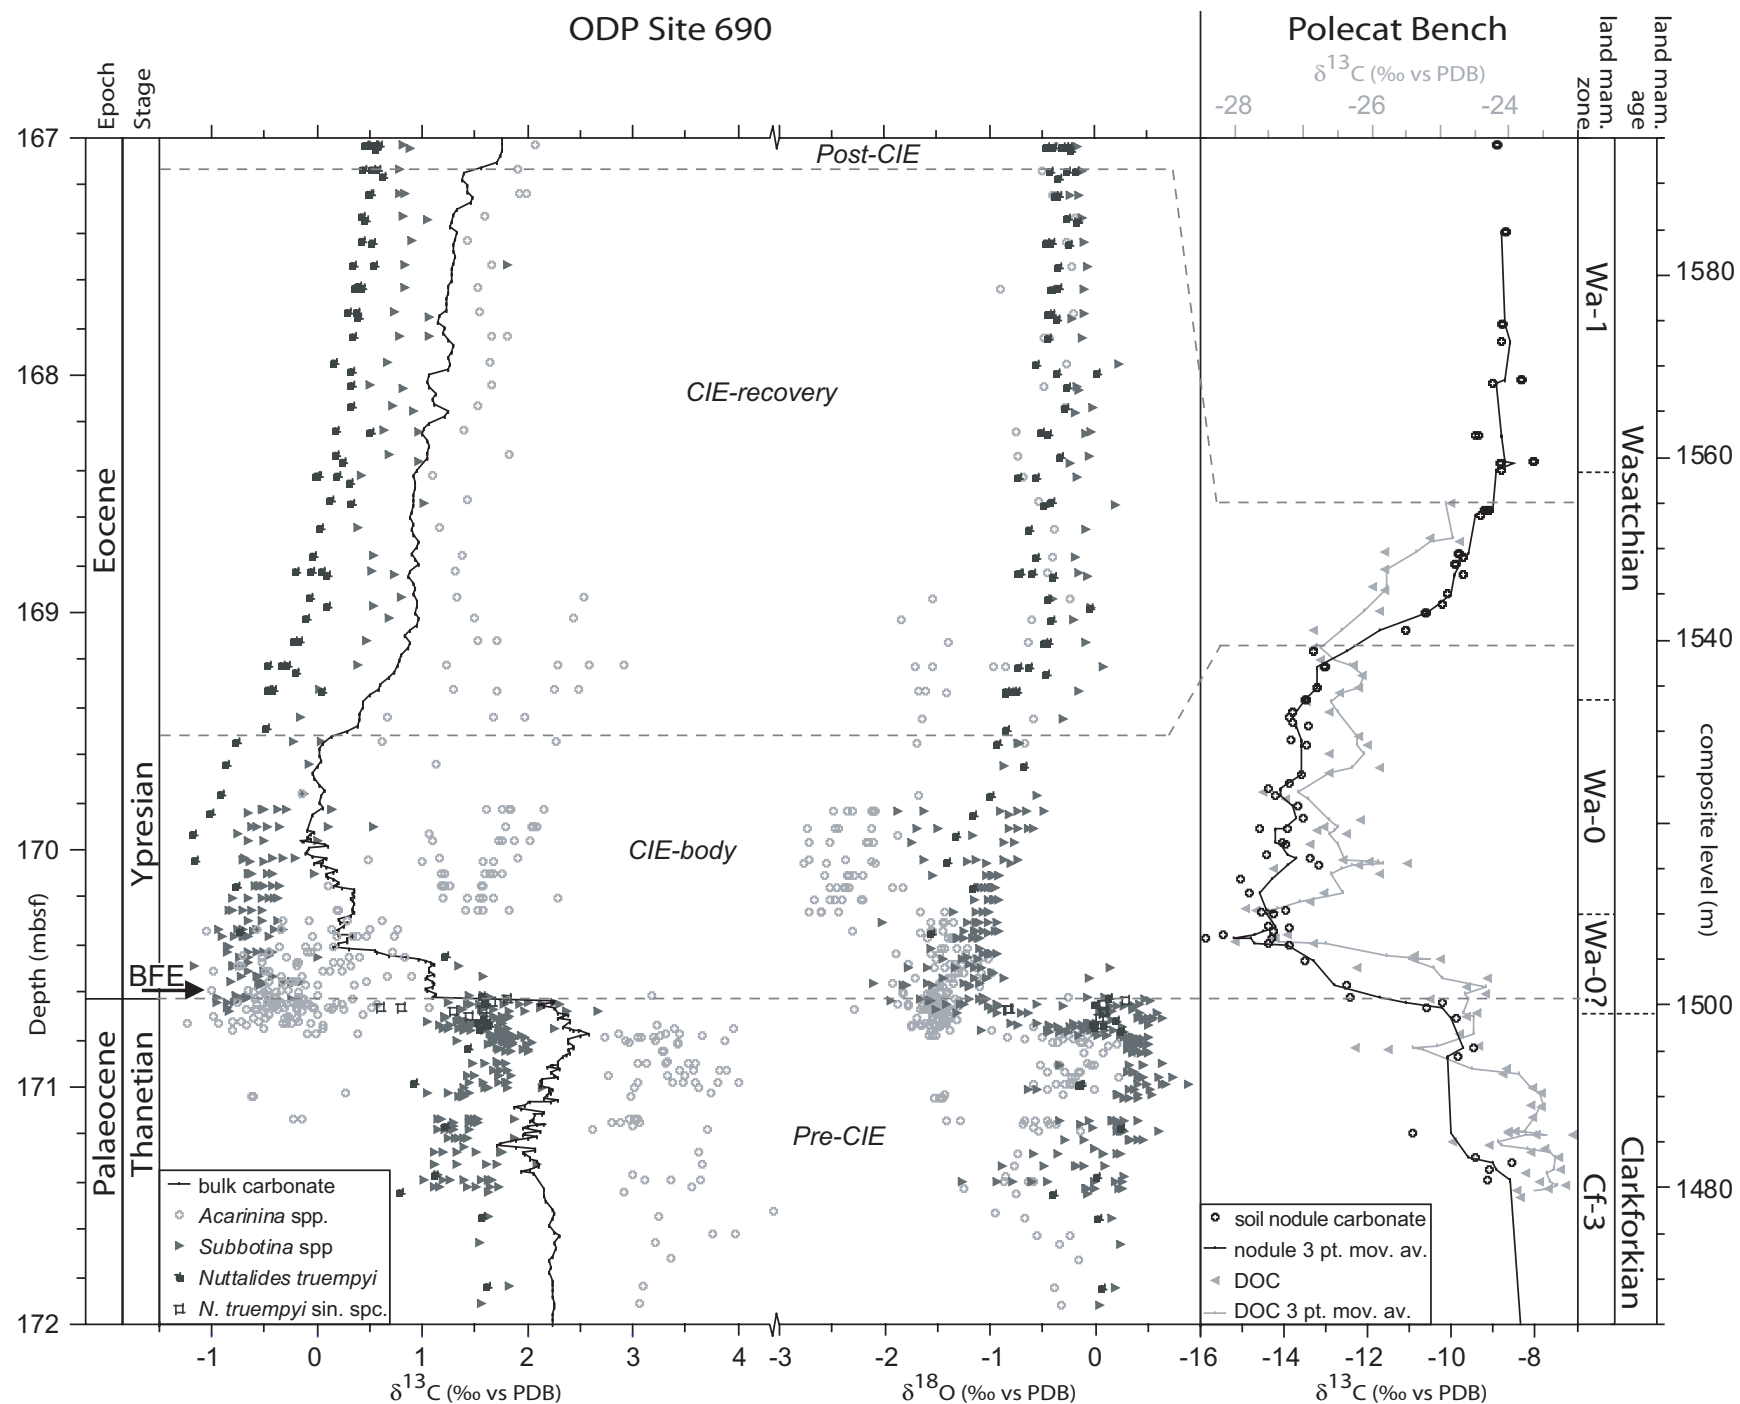 ODP Site 690
Polecat Bench
δ13C (‰ vs PDB)
-28 -26 -24
Epoch
Stage
land mam.
zone
land mam.
age
167
168
169
170
171
172
Depth (mbsf)
Eocene
Palaeocene
Ypresian
Thanetian
BFE
Post-CIE
CIE-recovery
CIE-body
Pre-CIE
bulk carbonate
Acarinina spp.
Subbotina spp
Nuttalides truempyi
N. truempyi sin. spc.
soil nodule carbonate
nodule 3 pt. mov. av.
DOC
DOC 3 pt. mov. av.
Wa-1
Wa-0
Wa-0?
Cf-3
Wasatchian
Clarkforkian
1580
1560
1540
1500
1480
composite level (m)
-1 0 1 2 3 4 -3 -2 -1 0 -16 -14 -12 -10 -8
δ13C (‰ vs PDB)
δ18O (‰ vs PDB)
δ13C (‰ vs PDB)